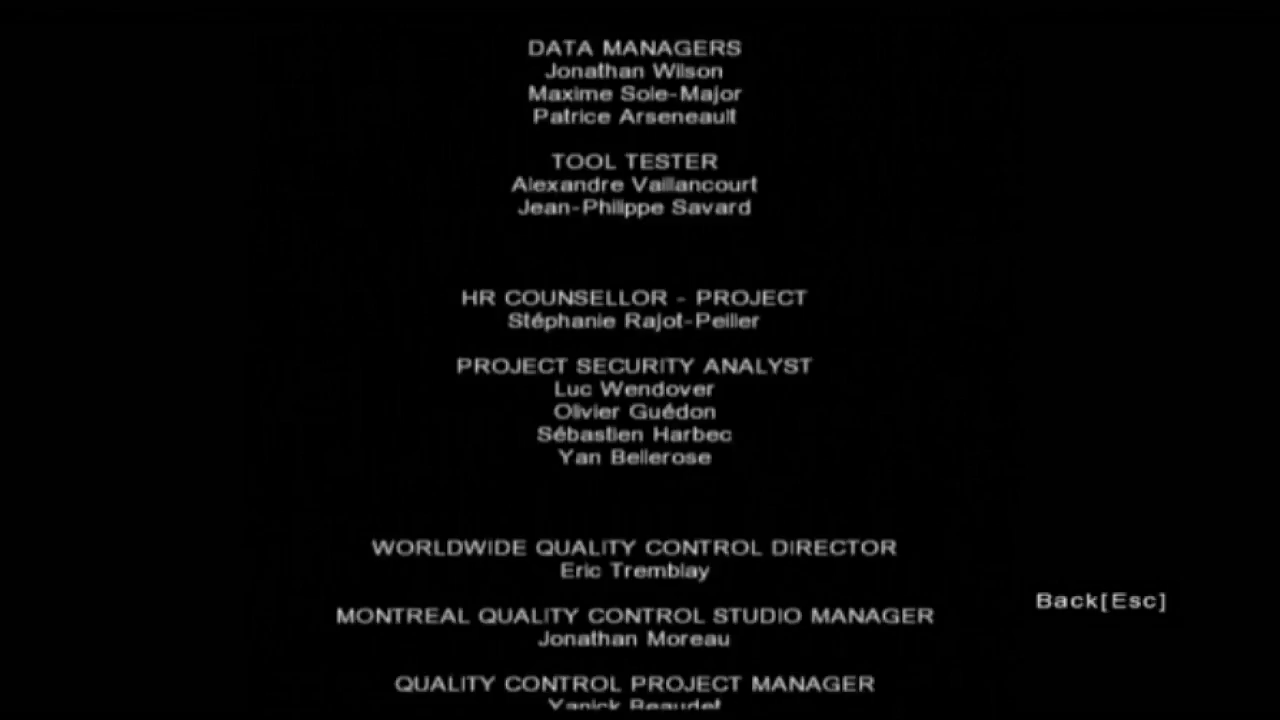 DATA MANAGERS
Jonathan Wilson
Maxime Sole-Major
Patrice Arseneault
TOOL TESTER
Alexandre Vaillancourt
Jean-Philippe Savard
HR COUNSELLOR - PROJECT
Stéphanie Rajot-Peiller
PROJECT SECURITY ANALYST
Luc Wendover
Olivier Guédon
Sébastien Harbec
Yan Bellerose
WORLDWIDE QUALITY CONTROL DIRECTOR
Eric Tremblay
Back[Esc]
MONTREAL QUALITY CONTROL STUDIO MANAGER
Jonathan Moreau
QUALITY CONTROL PROJECT MANAGER
Yanick Beaudet